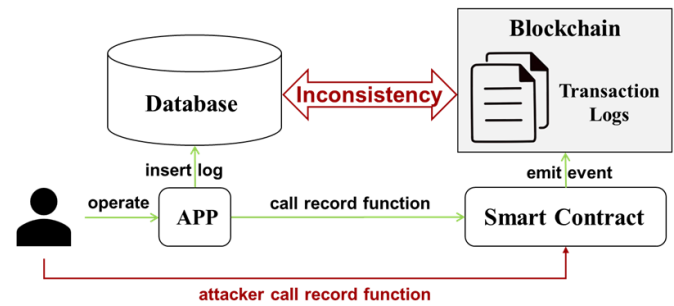 Blockchain
Database
Inconsistency
Transaction
Logs
insert log
emit event
operate
APP
call record function
Smart Contract
attacker call record function